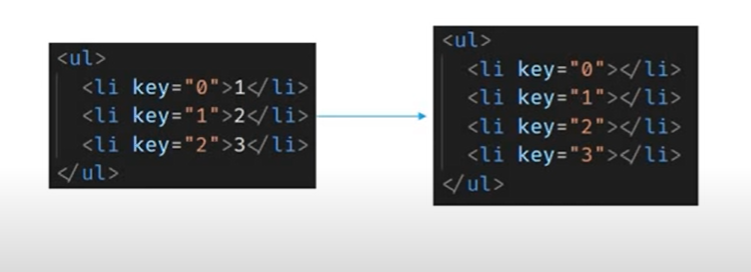 <ul>
<li key="0">1</li>
<li key="1">2</li>
<li key="2">3</li>
</ul>
<ul>
<li key="0"></li>
<li key="1"></li>
<li key="2"></li>
<li key="3"></li>
</ul>